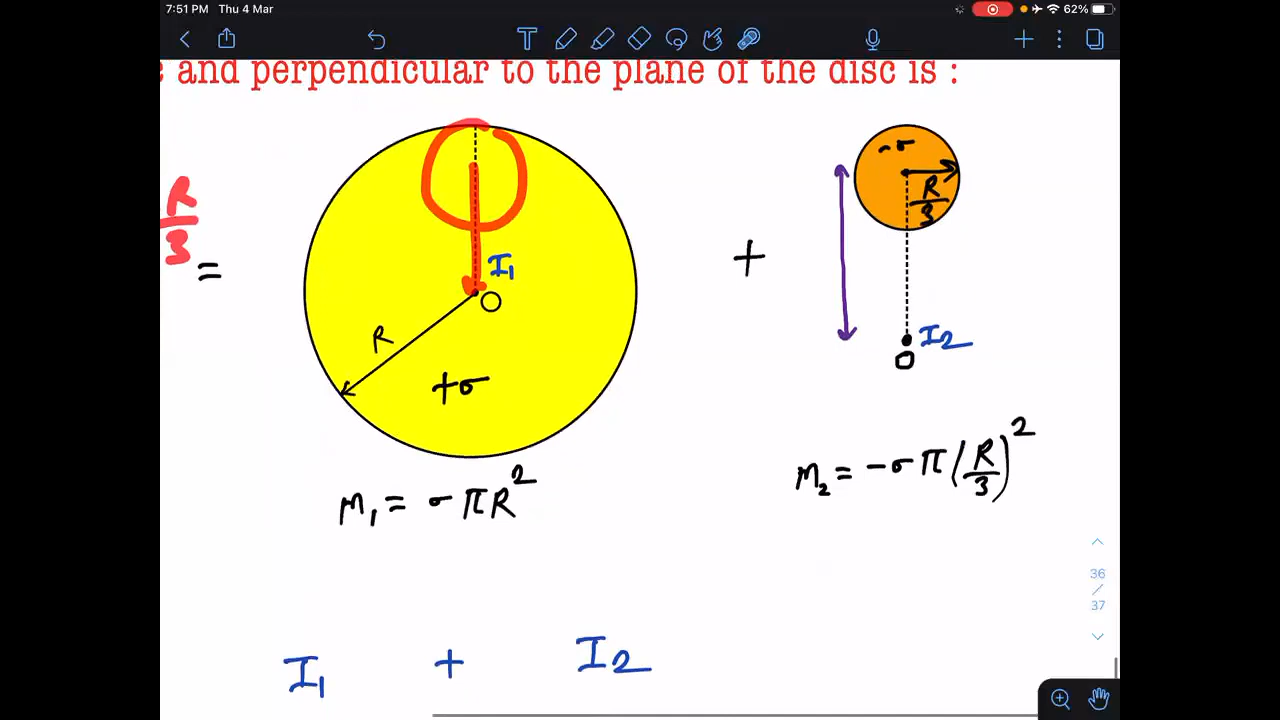 7:51 PM Thu 4 Mar
62%
T
and perpendicular to the plane of the disc is :
-σ
R/3
R/3
=
I₁
O
+
I₂
O
R
+σ
M₁ = σπR²
M₂ = -σπ(R/3)²
36
/
37
I₁ + I₂